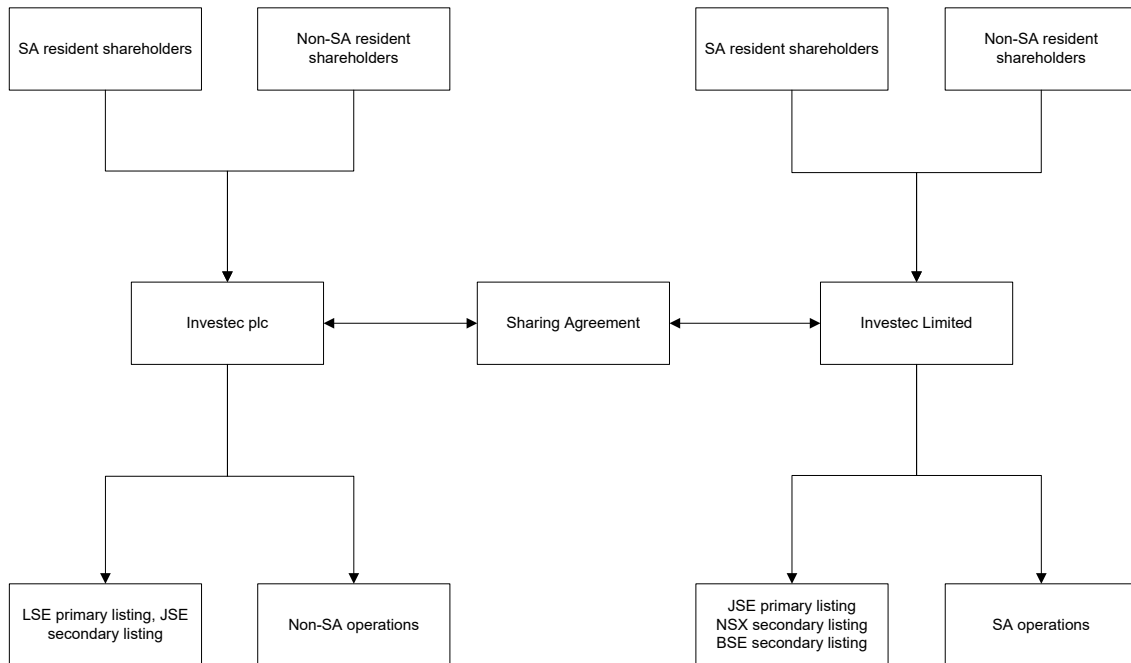 SA resident shareholders
Non-SA resident
shareholders
SA resident shareholders
Non-SA resident
shareholders
Investec plc
Sharing Agreement
Investec Limited
LSE primary listing, JSE
secondary listing
Non-SA operations
JSE primary listing
NSX secondary listing
BSE secondary listing
SA operations